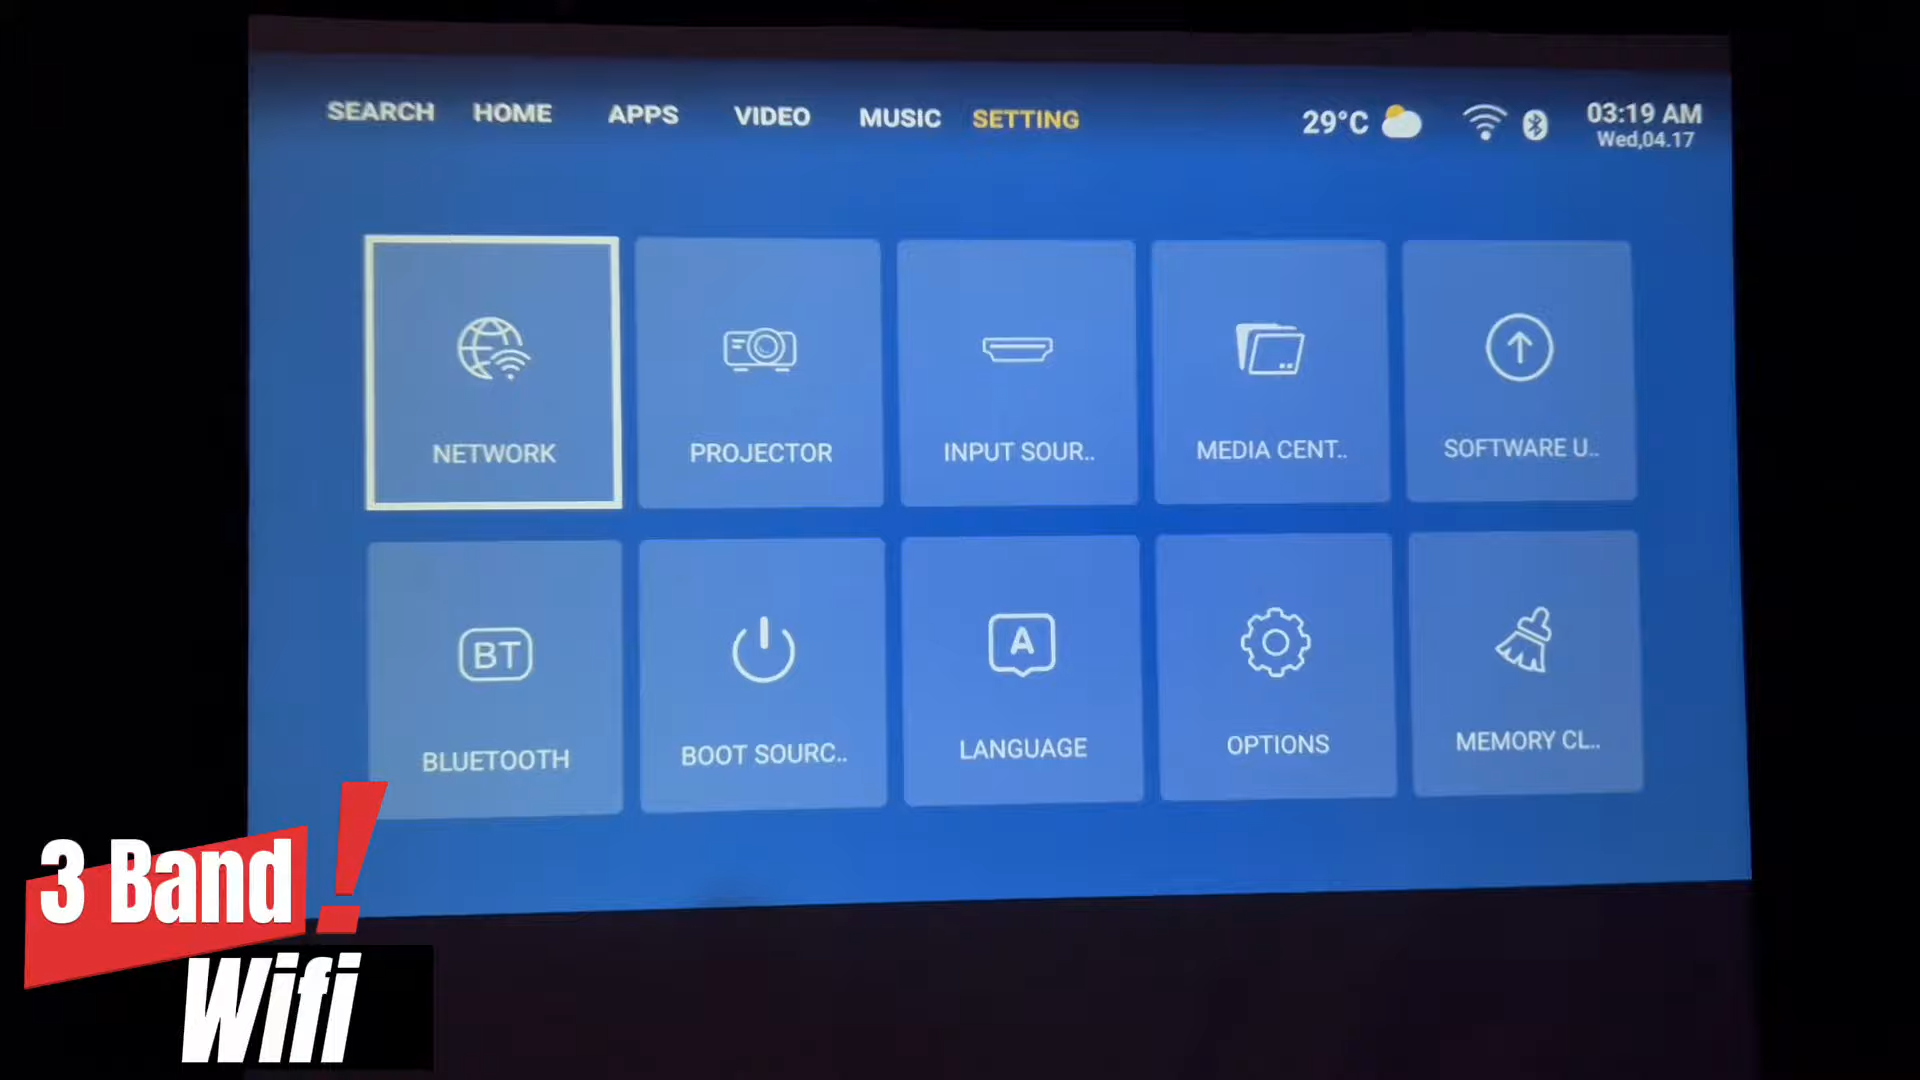 SEARCH HOME APPS VIDEO MUSIC SETTING 29°C 03:19 AM
Wed,04.17
NETWORK PROJECTOR INPUT SOUR.. MEDIA CENT.. SOFTWARE U..
BT A
BLUETOOTH BOOT SOURC.. LANGUAGE OPTIONS MEMORY CL..
3 Band!
Wifi